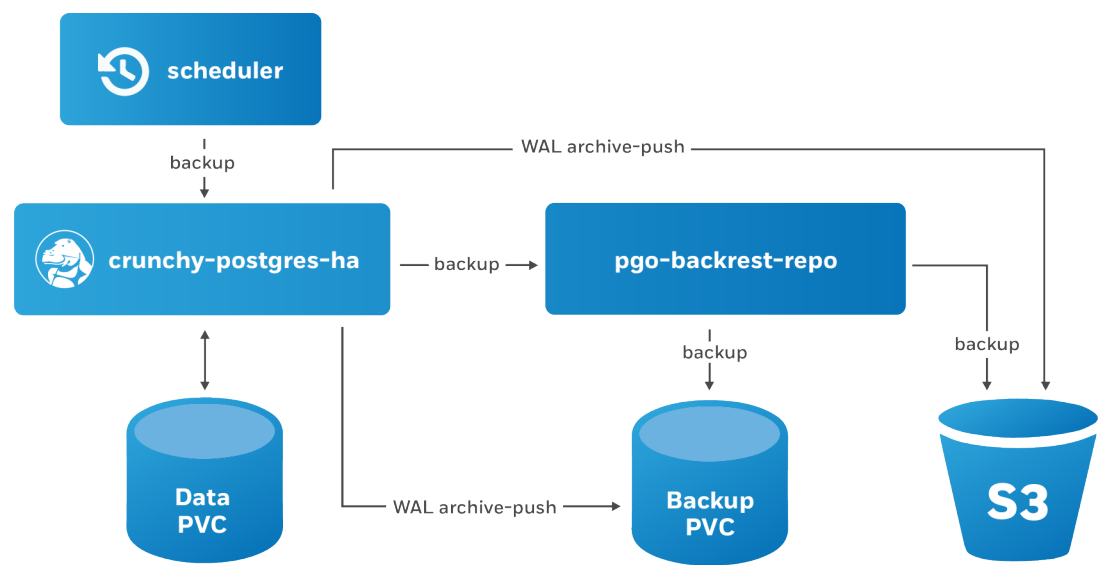 scheduler
backup
WAL archive-push
crunchy-postgres-ha
backup
pgo-backrest-repo
backup
backup
Data
PVC
WAL archive-push
Backup
PVC
S3